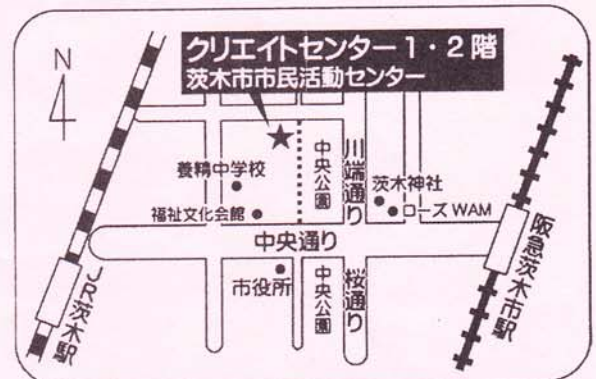 N
クリエイトセンター1・2階
茨木市市民活動センター
養精中学校
福祉文化会館
中央公園
川端通り
茨木神社
ローズ WAM
中央通り
市役所
中央公園
桜通り
JR茨木駅
阪急茨木市駅